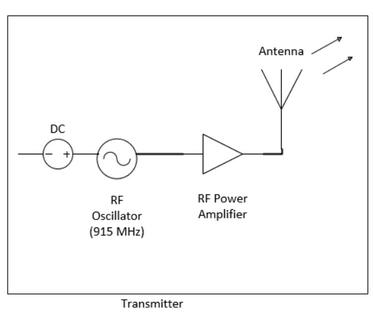 Antenna
DC
- +
RF
Oscillator
(915 MHz)
RF Power
Amplifier
Transmitter